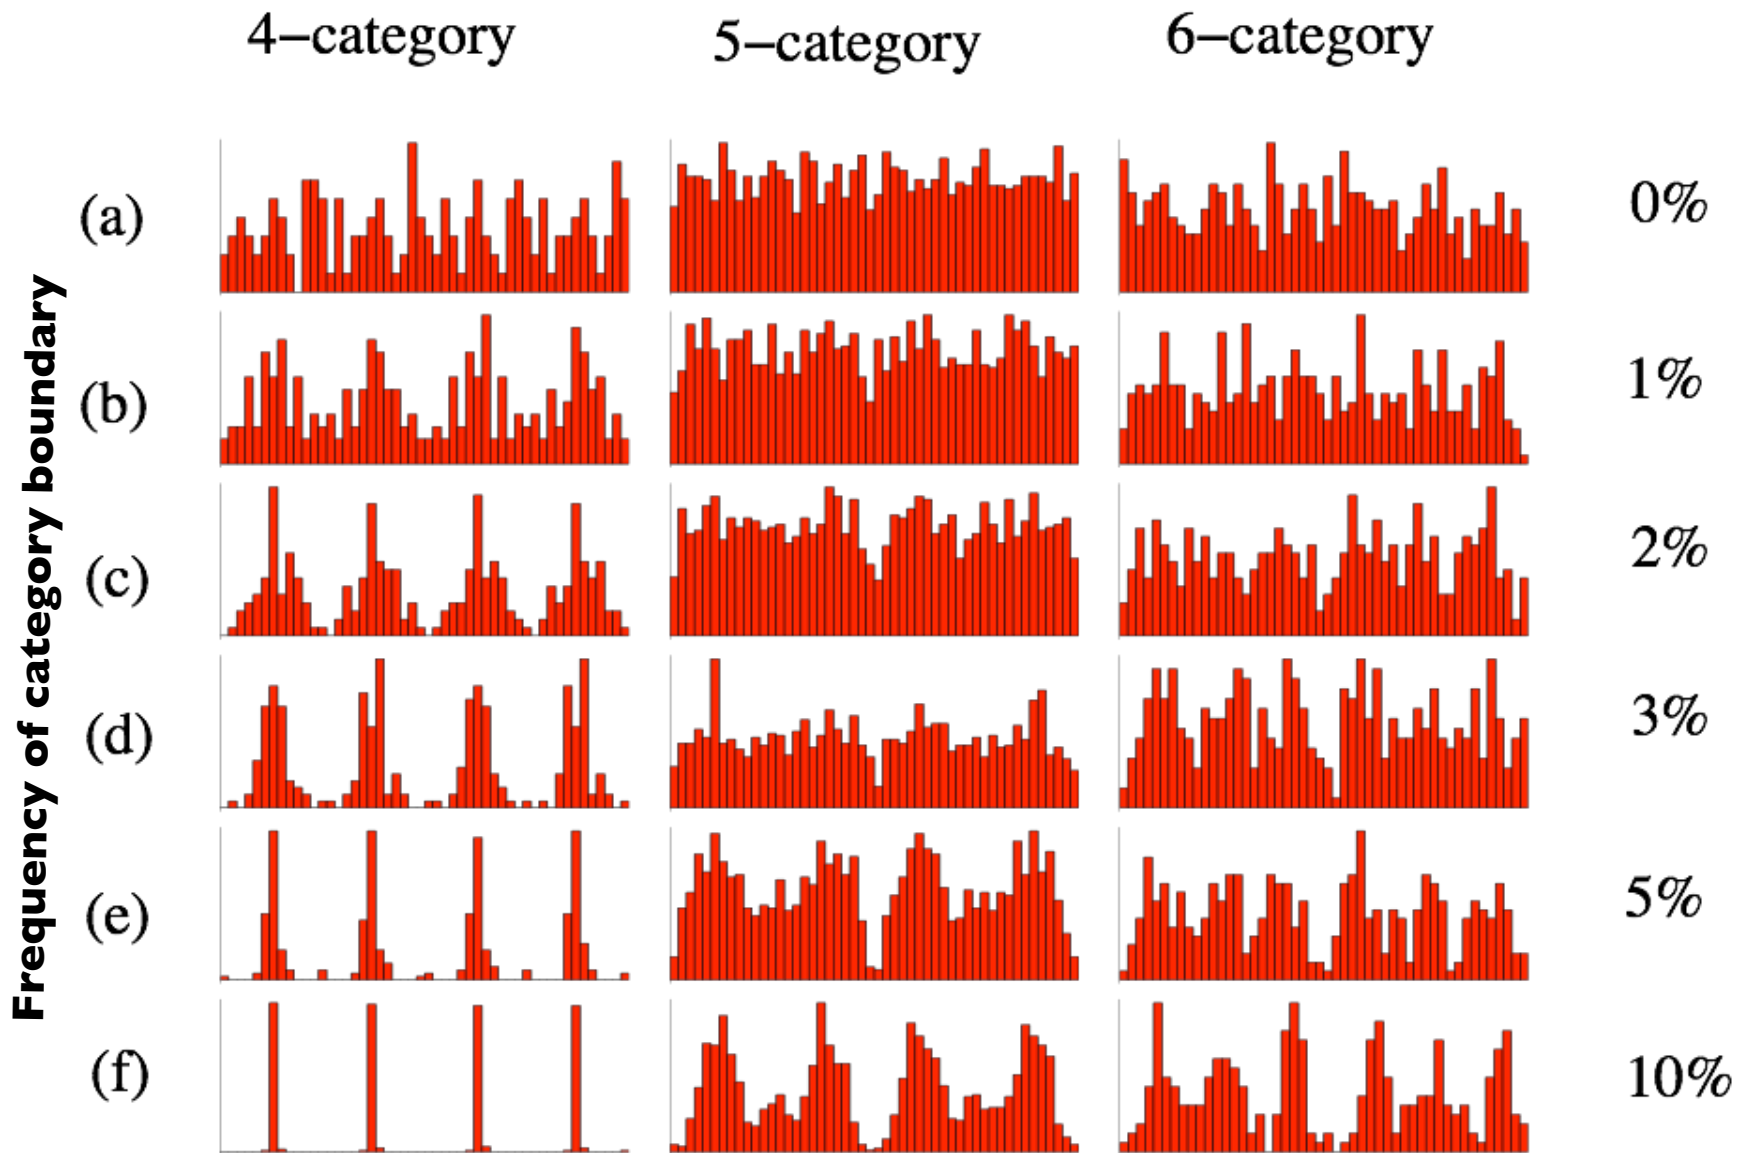 4–category
5–category
6–category
Frequency of category boundary
(a)
0%
(b)
1%
(c)
2%
(d)
3%
(e)
5%
(f)
10%